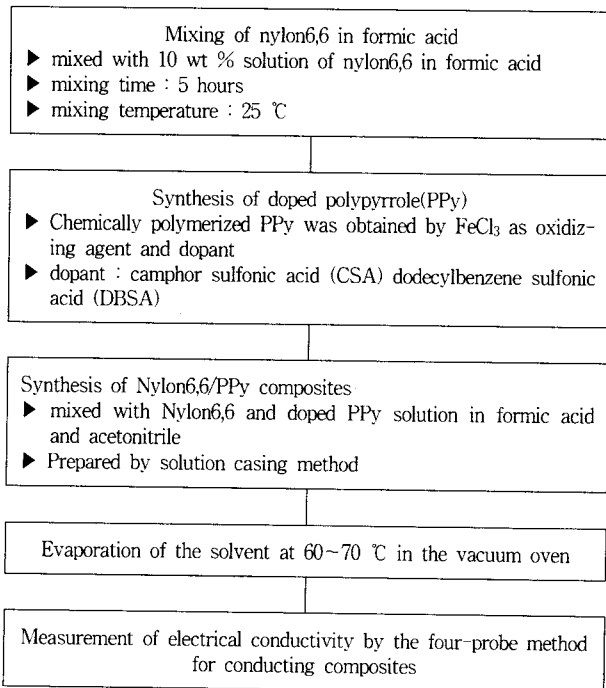 Mixing of nylon6,6 in formic acid
▶ mixed with 10 wt % solution of nylon6,6 in formic acid
▶ mixing time : 5 hours
▶ mixing temperature : 25 ℃
Synthesis of doped polypyrrole(PPy)
▶ Chemically polymerized PPy was obtained by FeCl₃ as oxidiz-
ing agent and dopant
▶ dopant : camphor sulfonic acid (CSA) dodecylbenzene sulfonic
acid (DBSA)
Synthesis of Nylon6,6/PPy composites
▶ mixed with Nylon6,6 and doped PPy solution in formic acid
and acetonitrile
▶ Prepared by solution casing method
Evaporation of the solvent at 60~70 ℃ in the vacuum oven
Measurement of electrical conductivity by the four-probe method
for conducting composites